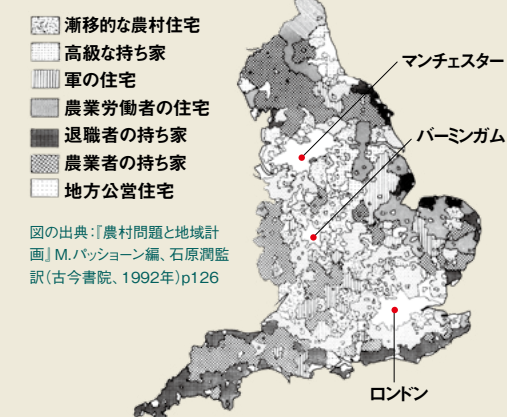 漸移的な農村住宅
高級な持ち家
軍の住宅
農業労働者の住宅
退職者の持ち家
農業者の持ち家
地方公営住宅
図の出典:『農村問題と地域計
画』M.パッショーン編、石原潤監
訳(古今書院、1992年)p126
マンチェスター
バーミンガム
ロンドン